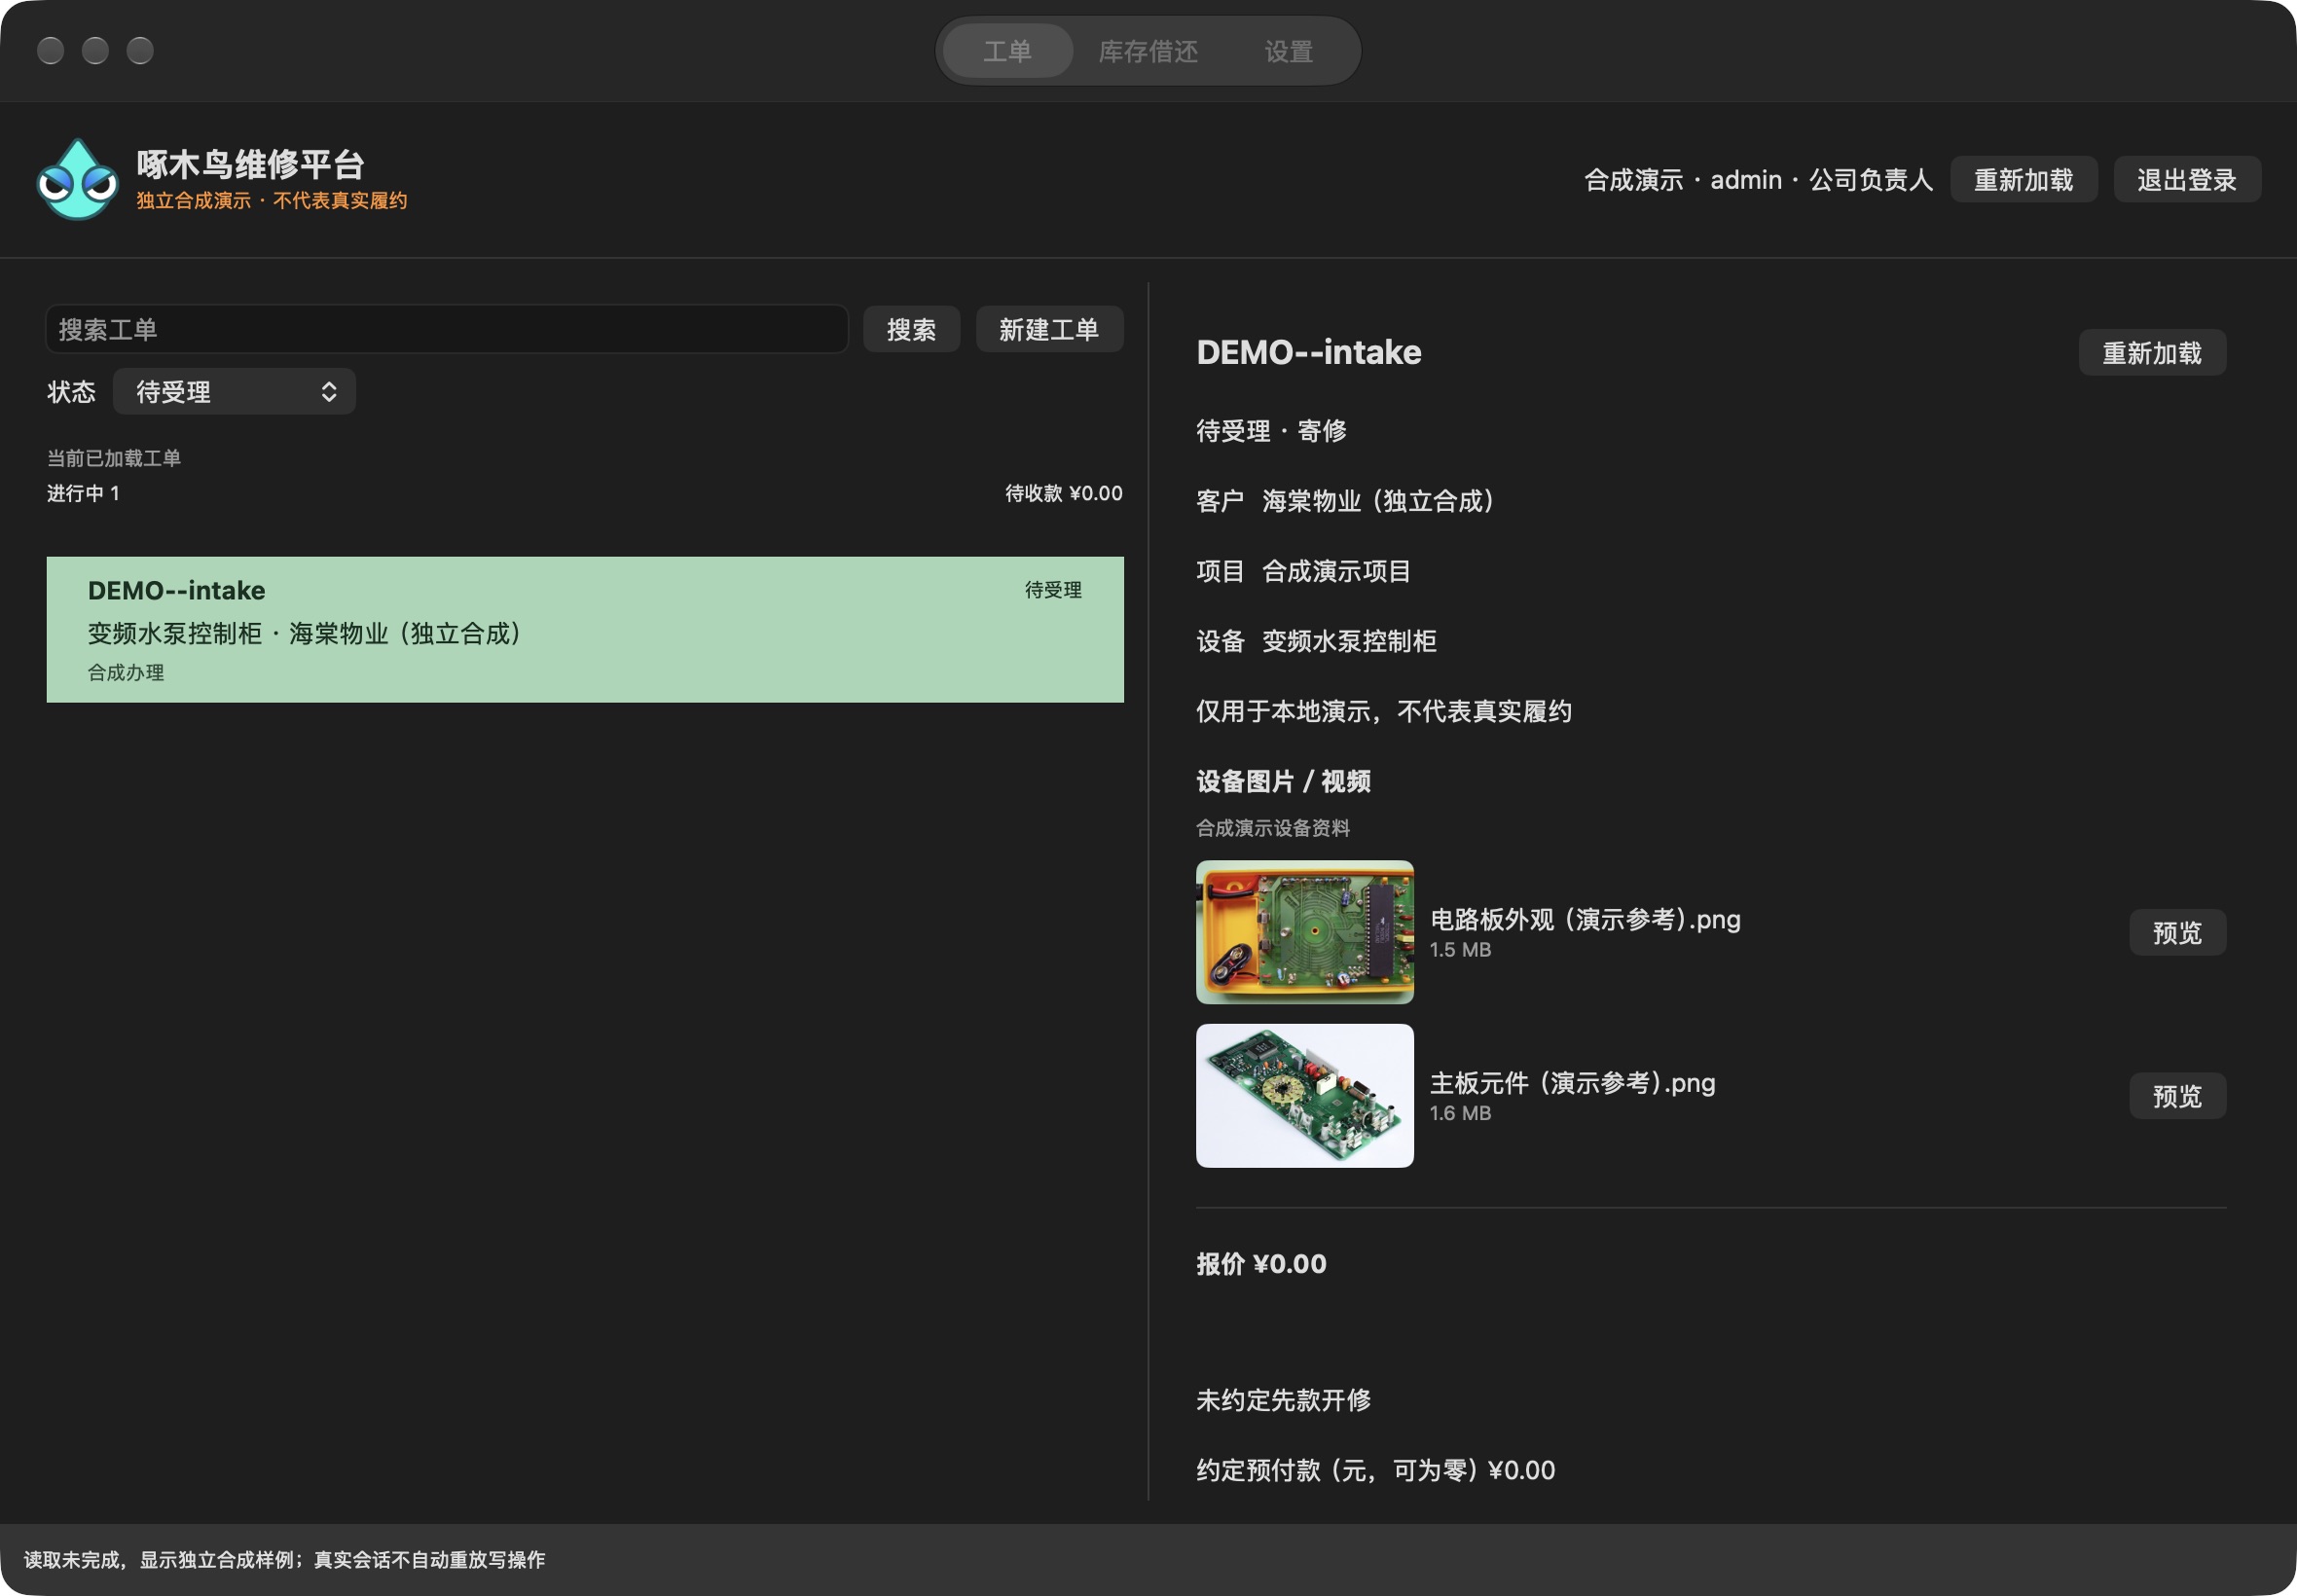 工单 库存借还 设置
啄木鸟维修平台
独立合成演示 · 不代表真实履约
合成演示 · admin · 公司负责人 重新加载 退出登录
搜索工单 搜索 新建工单
状态 待受理
当前已加载工单
进行中 1 待收款 ¥0.00
DEMO--intake 待受理
变频水泵控制柜 · 海棠物业（独立合成）
合成办理
DEMO--intake 重新加载
待受理 · 寄修
客户 海棠物业（独立合成）
项目 合成演示项目
设备 变频水泵控制柜
仅用于本地演示，不代表真实履约
设备图片 / 视频
合成演示设备资料
电路板外观（演示参考）.png 预览
1.5 MB
主板元件（演示参考）.png 预览
1.6 MB
报价 ¥0.00
未约定先款开修
约定预付款（元，可为零）¥0.00
读取未完成，显示独立合成样例；真实会话不自动重放写操作